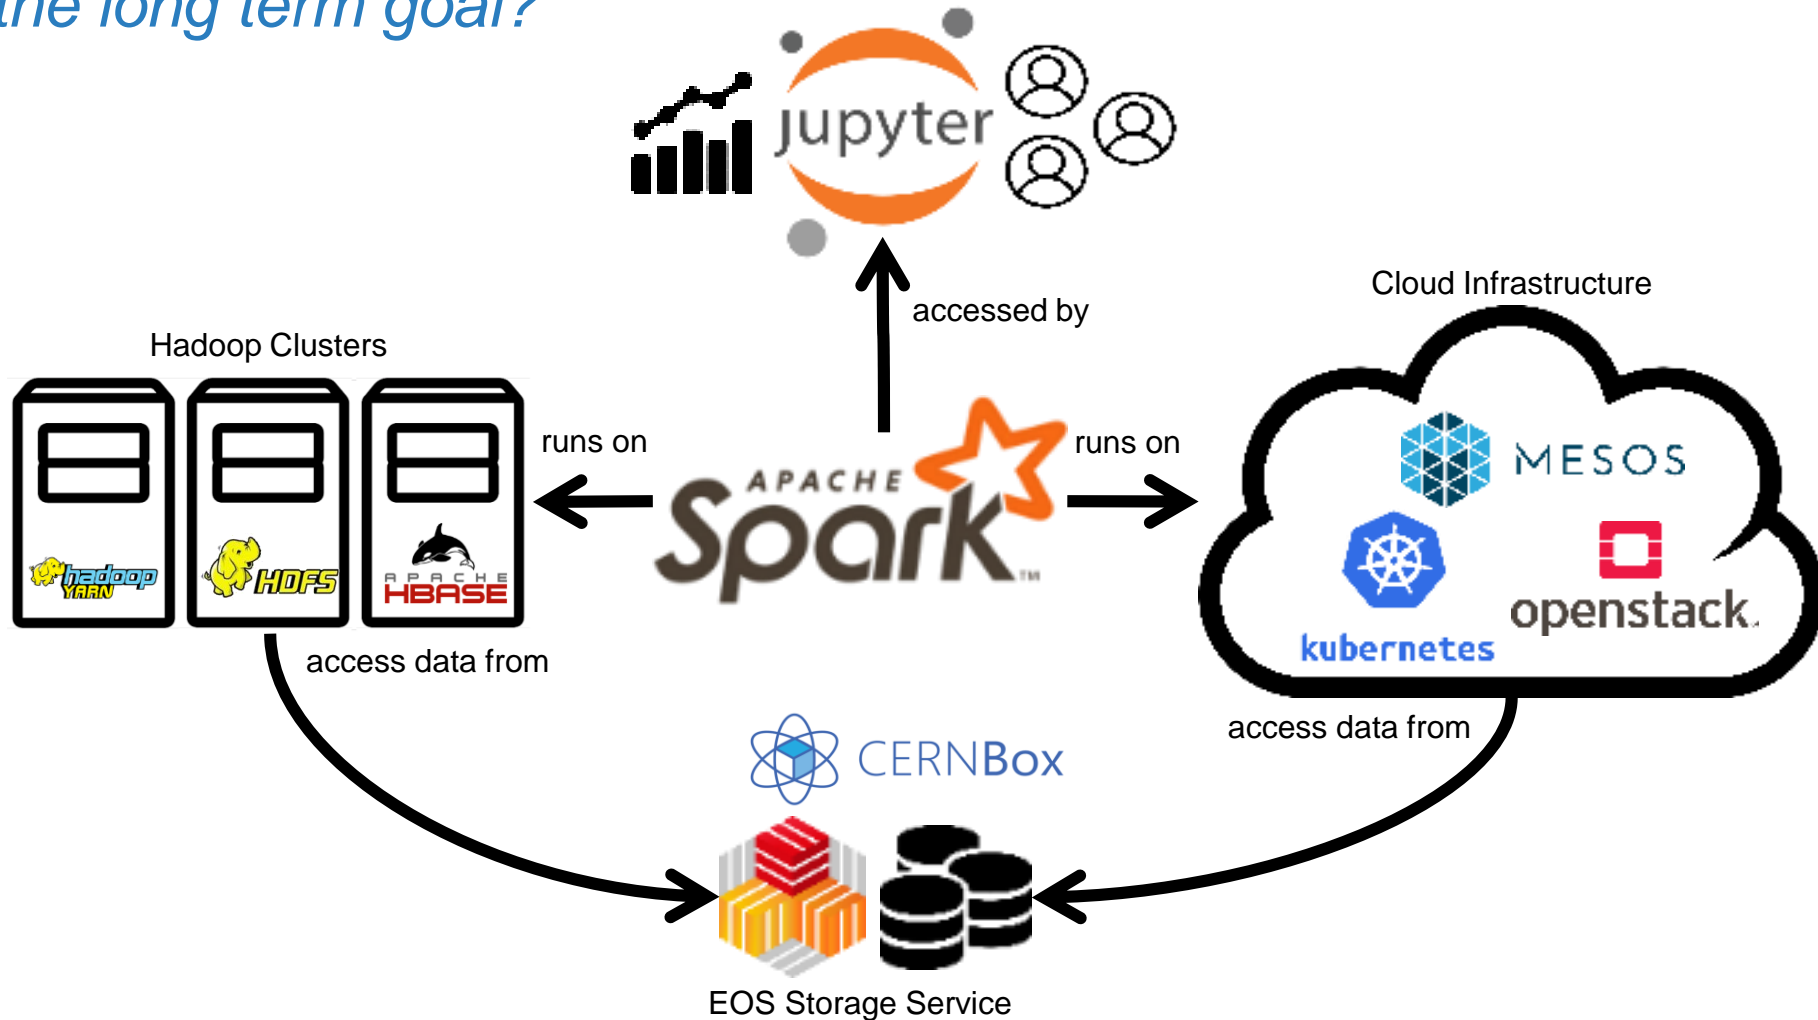 the long term goal?
jupyter
accessed by
Cloud Infrastructure
Hadoop Clusters
runs on
runs on
APACHE
Spark™
MESOS
hadoop
YARN
HDFS
APACHE
HBASE
kubernetes
openstack.
access data from
access data from
CERNBox
EOS Storage Service